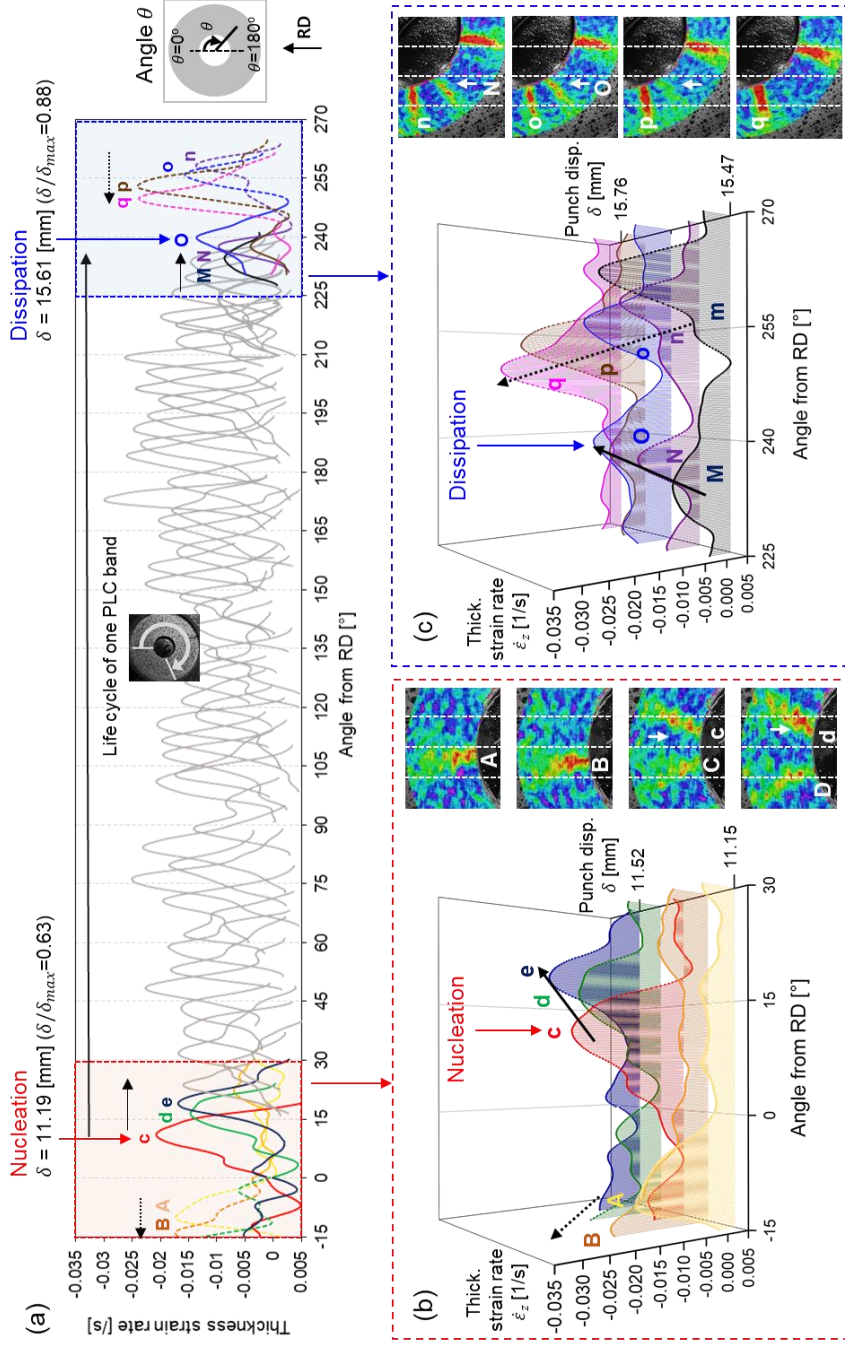 (a)
Nucleation
δ = 11.19 [mm] (δ/δmax=0.63)
Dissipation
δ = 15.61 [mm] (δ/δmax=0.88)
Life cycle of one PLC band
Angle θ
θ=0°
θ
θ=180°
RD
Thickness strain rate [/s]
-0.035
-0.03
-0.025
-0.02
-0.015
-0.01
-0.005
0
0.005
B A
c
d e
M N
O
q p
o
n
-15 0 15 30 45 60 75 90 105 120 135 150 165 180 195 210 225 240 255 270
Angle from RD [°]
(b)
Thick.
strain rate
ε̇z [1/s]
-0.035
-0.030
-0.025
-0.020
-0.015
-0.010
-0.005
0.000
0.005
Nucleation
B
A
c
d
e
Punch disp.
δ [mm]
11.52
11.15
-15 0 15 30
Angle from RD [°]
A
B
C c
D d
(c)
Thick.
strain rate
ε̇z [1/s]
-0.035
-0.030
-0.025
-0.020
-0.015
-0.010
-0.005
0.000
0.005
Dissipation
q
p
O o
N n
M m
Punch disp.
δ [mm]
15.76
15.47
225 240 255 270
Angle from RD [°]
n N
o O
p
q